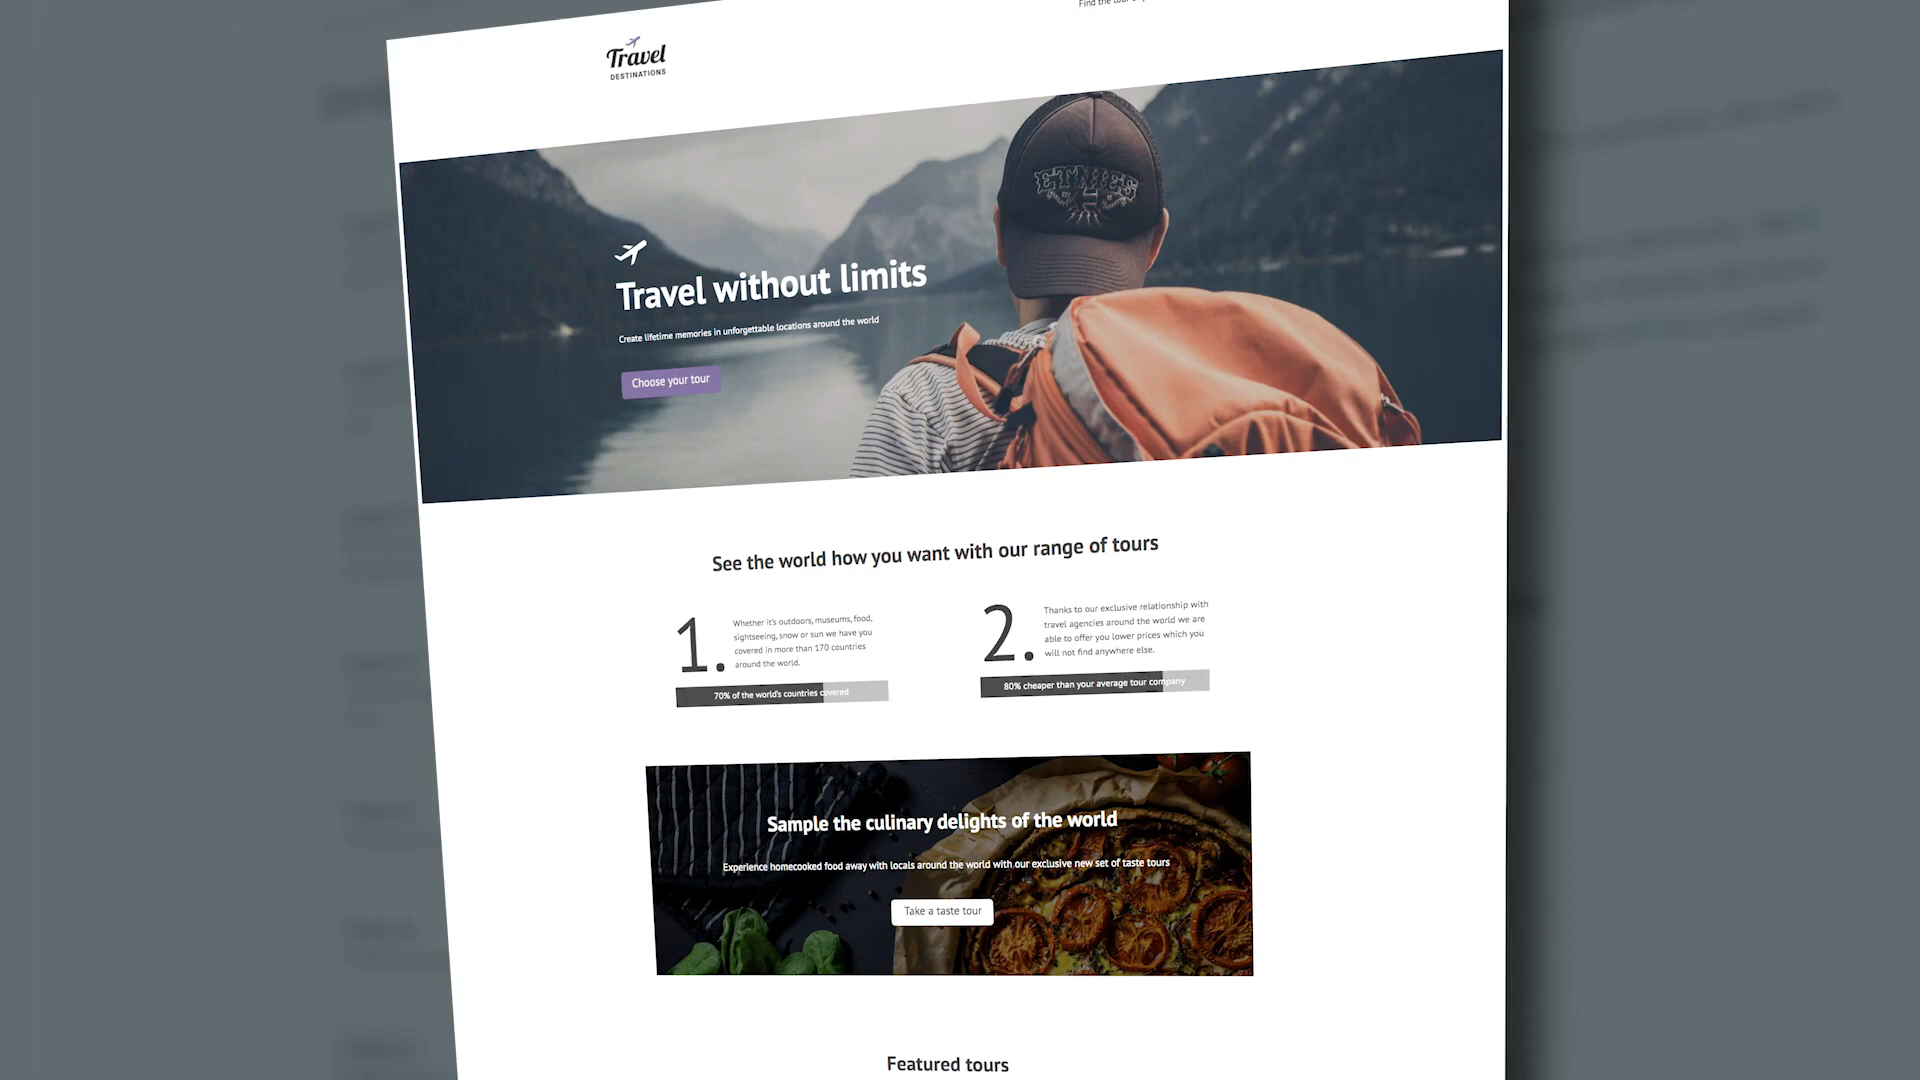 Find the tour
Travel
DESTINATIONS
ETNIES
Travel without limits
Create lifetime memories in unforgettable locations around the world
Choose your tour
See the world how you want with our range of tours
1.
Whether it's outdoors, museums, food,
sightseeing, snow or sun we have you
covered in more than 170 countries
around the world.
70% of the world's countries covered
2.
Thanks to our exclusive relationship with
travel agencies around the world we are
able to offer you lower prices which you
will not find anywhere else.
80% cheaper than your average tour company
Sample the culinary delights of the world
Experience homecooked food away with locals around the world with our exclusive new set of taste tours
Take a taste tour
Featured tours